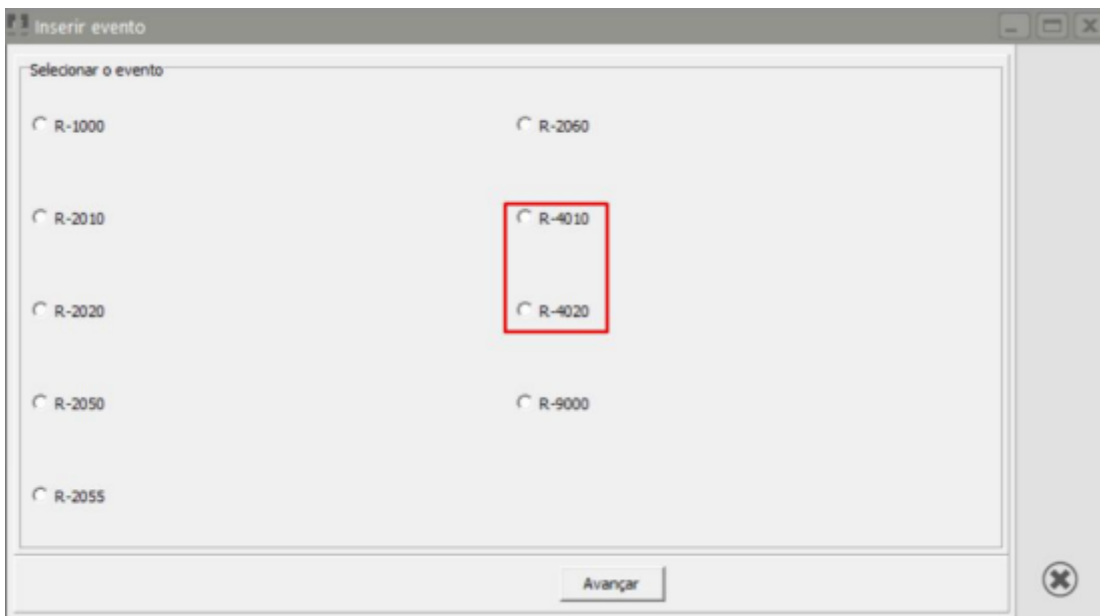 Inserir evento
Selecionar o evento
R-1000
R-2060
R-2010
R-4010
R-2020
R-4020
R-2050
R-9000
R-2055
Avançar